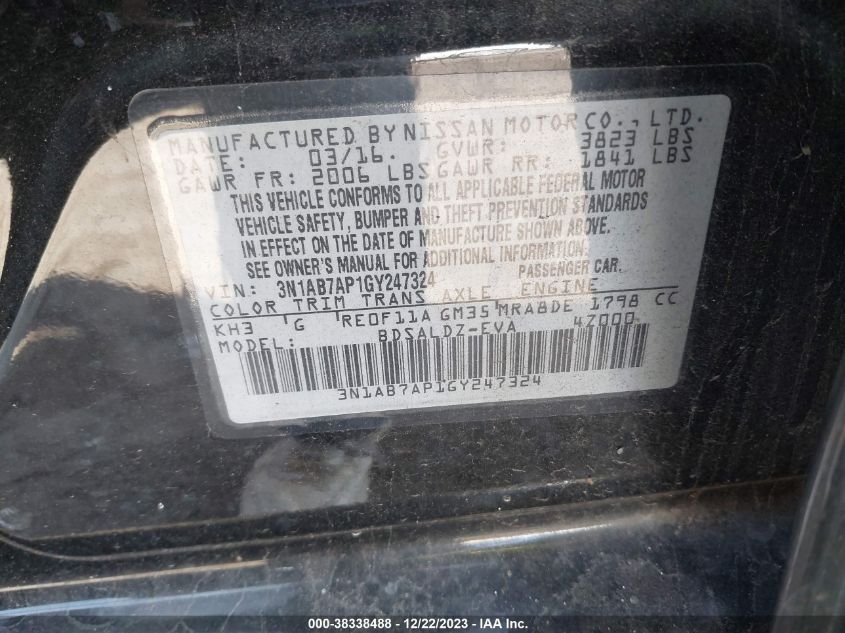 MANUFACTURED BY NISSAN MOTOR CO., LTD.
DATE: 03/16. GVWR: 3823 LBS
GAWR FR: 2006 LBS GAWR RR: 1841 LBS
THIS VEHICLE CONFORMS TO ALL APPLICABLE FEDERAL MOTOR
VEHICLE SAFETY, BUMPER AND THEFT PREVENTION STANDARDS
IN EFFECT ON THE DATE OF MANUFACTURE SHOWN ABOVE.
SEE OWNER'S MANUAL FOR ADDITIONAL INFORMATION.
VIN: 3N1AB7AP1GY247324 PASSENGER CAR.
COLOR TRIM TRANS AXLE ENGINE
KH3 G RE0F11A GM35 MRA8DE 1798 CC
MODEL: BDSALDZ-EVA 4Z000
3N1AB7AP1GY247324
000-38338488 - 12/22/2023 - IAA Inc.